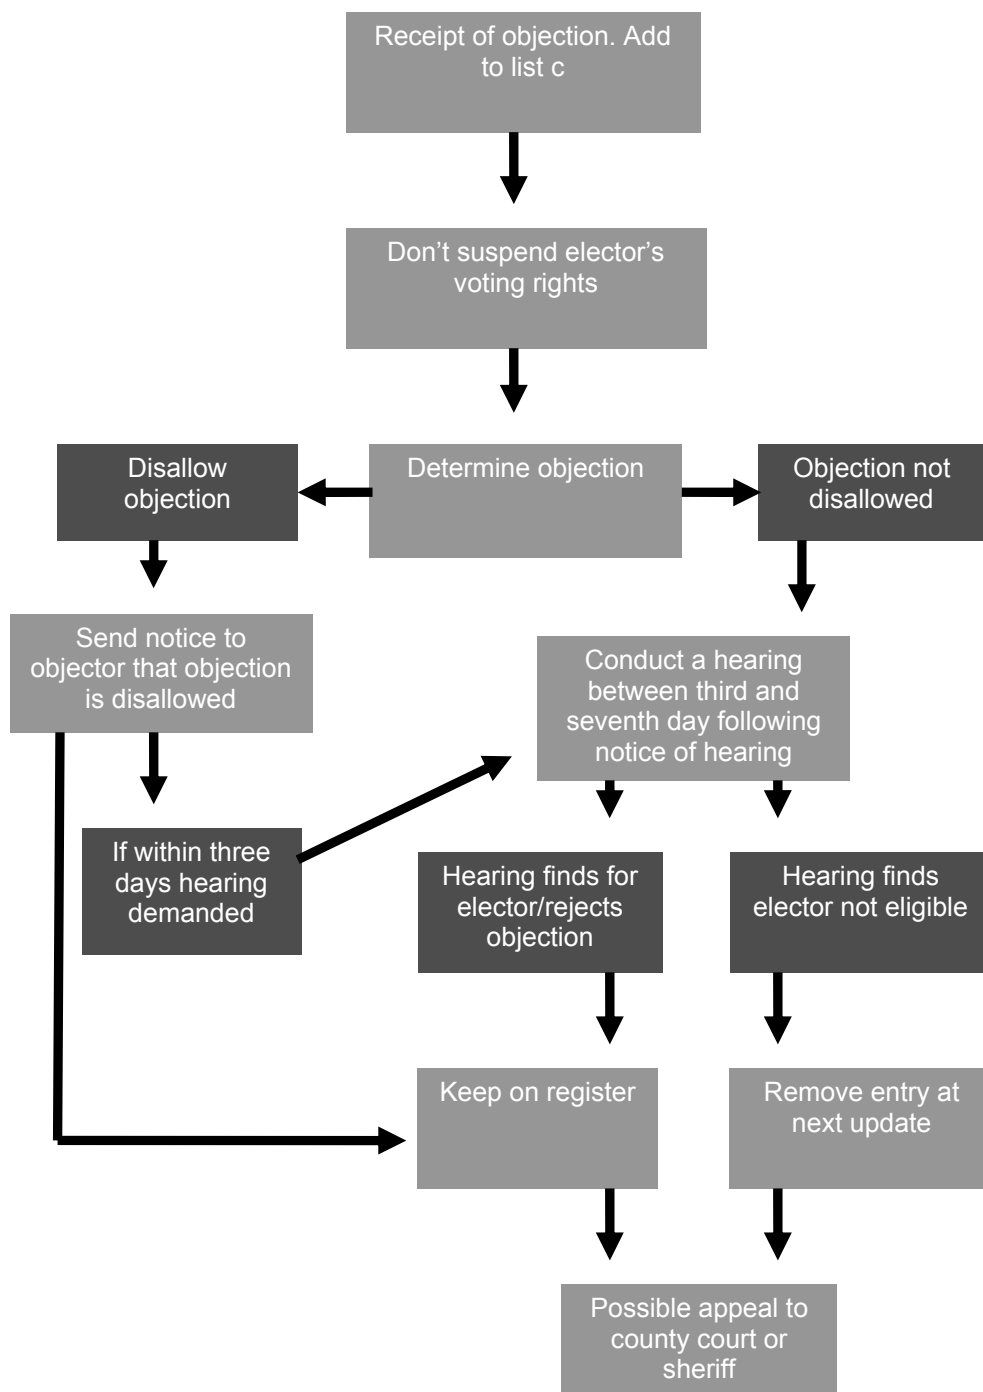 Receipt of objection. Add
to list c
Don’t suspend elector’s
voting rights
Disallow
objection
Determine objection
Objection not
disallowed
Send notice to
objector that objection
is disallowed
Conduct a hearing
between third and
seventh day following
notice of hearing
If within three
days hearing
demanded
Hearing finds for
elector/rejects
objection
Hearing finds
elector not eligible
Keep on register
Remove entry at
next update
Possible appeal to
county court or
sheriff